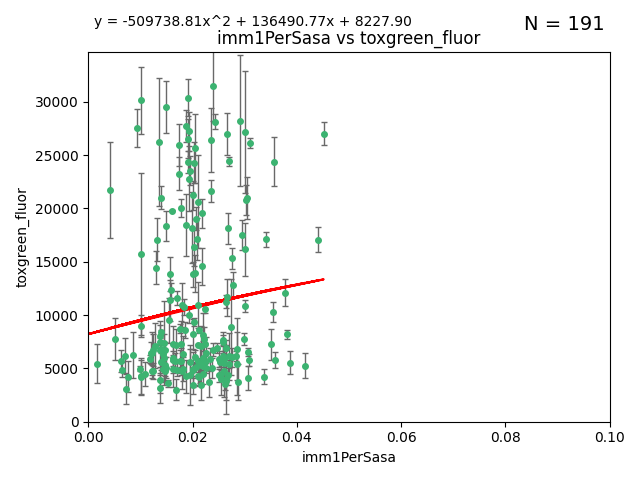 y = -509738.81x^2 + 136490.77x + 8227.90
N = 191
imm1PerSasa vs toxgreen_fluor
30000
25000
20000
15000
10000
5000
0
toxgreen_fluor
0.00
0.02
0.04
0.06
0.08
0.10
imm1PerSasa